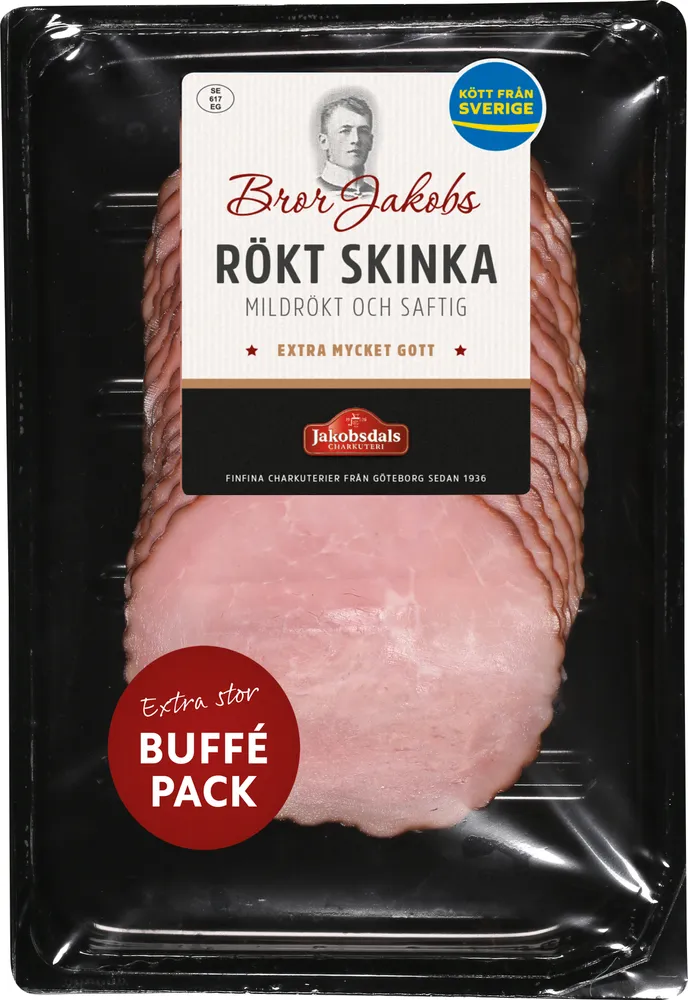 SE
617
EG
KÖTT FRÅN
SVERIGE
Bror Jakobs
RÖKT SKINKA
MILDRÖKT OCH SAFTIG
EXTRA MYCKET GOTT
Jakobsdals
CHARKUTERI
FINFINA CHARKUTERIER FRÅN GÖTEBORG SEDAN 1936
Extra stor
BUFFÉ
PACK